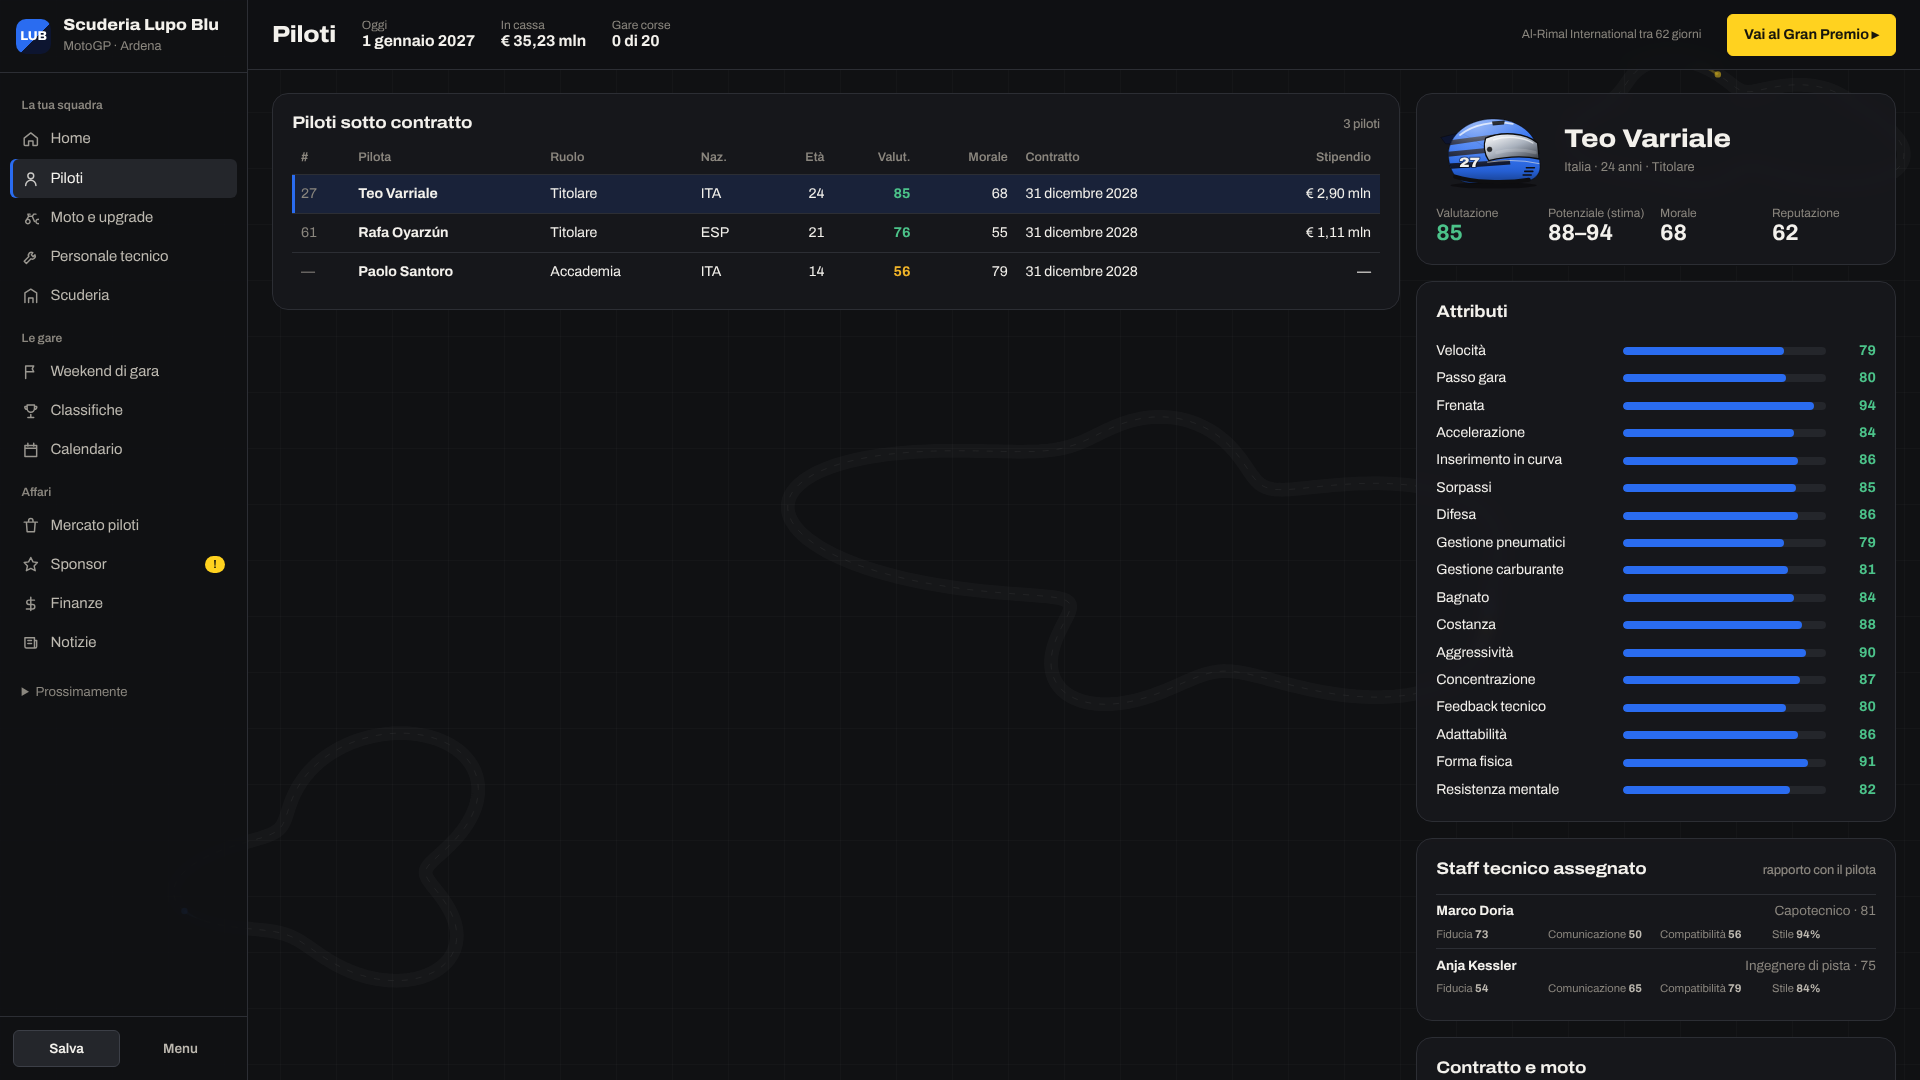 LUB
Scuderia Lupo Blu
MotoGP · Ardena
La tua squadra
Home
Piloti
Moto e upgrade
Personale tecnico
Scuderia
Le gare
Weekend di gara
Classifiche
Calendario
Affari
Mercato piloti
Sponsor !
Finanze
Notizie
▶ Prossimamente
Salva Menu
Piloti
Oggi
1 gennaio 2027
In cassa
€ 35,23 mln
Gare corse
0 di 20
Al-Rimal International tra 62 giorni
Vai al Gran Premio ▸
Piloti sotto contratto 3 piloti
# Pilota Ruolo Naz. Età Valut. Morale Contratto Stipendio
27 Teo Varriale Titolare ITA 24 85 68 31 dicembre 2028 € 2,90 mln
61 Rafa Oyarzún Titolare ESP 21 76 55 31 dicembre 2028 € 1,11 mln
— Paolo Santoro Accademia ITA 14 56 79 31 dicembre 2028 —
27
Teo Varriale
Italia · 24 anni · Titolare
Valutazione Potenziale (stima) Morale Reputazione
85 88–94 68 62
Attributi
Velocità 79
Passo gara 80
Frenata 94
Accelerazione 84
Inserimento in curva 86
Sorpassi 85
Difesa 86
Gestione pneumatici 79
Gestione carburante 81
Bagnato 84
Costanza 88
Aggressività 90
Concentrazione 87
Feedback tecnico 80
Adattabilità 86
Forma fisica 91
Resistenza mentale 82
Staff tecnico assegnato rapporto con il pilota
Marco Doria Capotecnico · 81
Fiducia 73 Comunicazione 50 Compatibilità 56 Stile 94%
Anja Kessler Ingegnere di pista · 75
Fiducia 54 Comunicazione 65 Compatibilità 79 Stile 84%
Contratto e moto